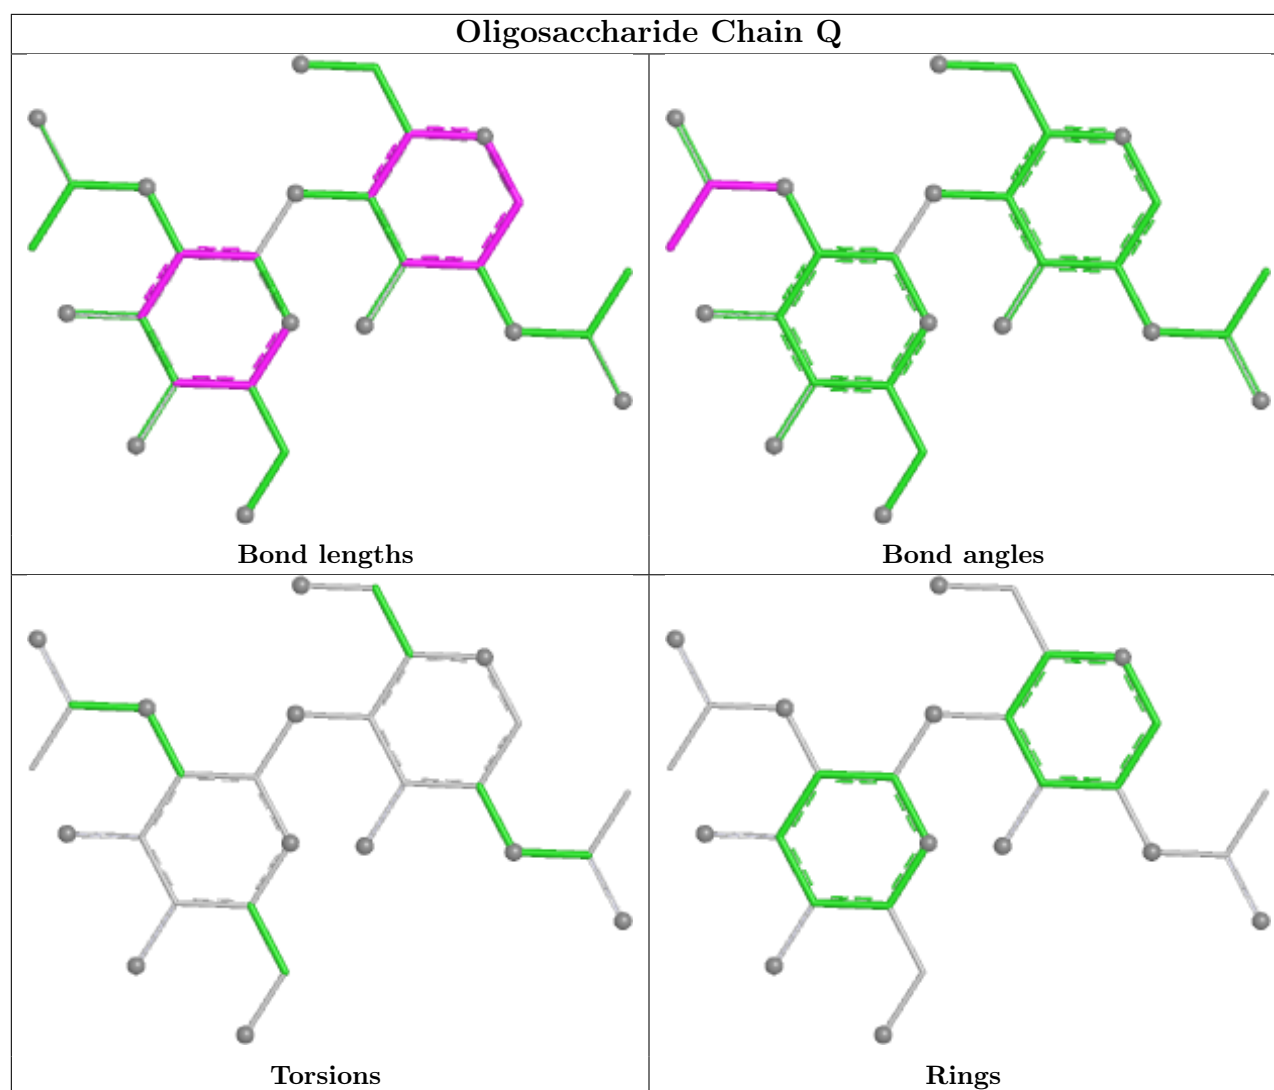 Oligosaccharide Chain Q
Bond lengths
Bond angles
Torsions
Rings